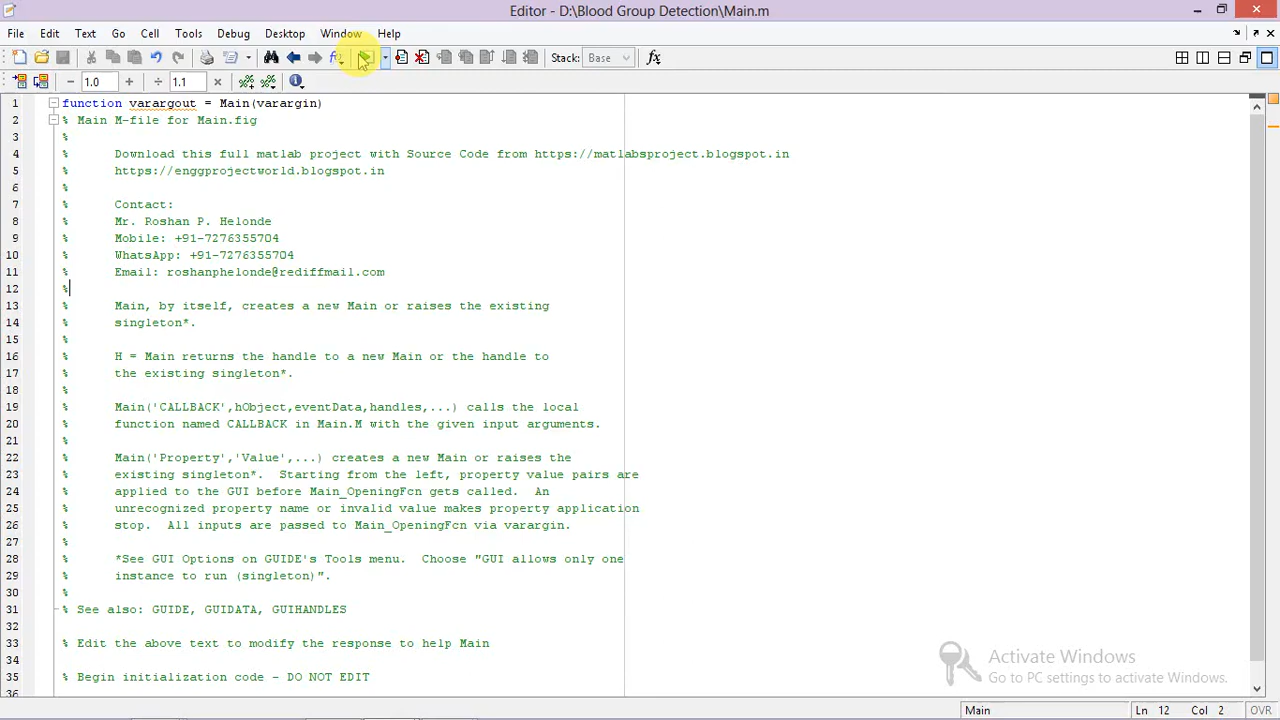 Editor - D:\Blood Group Detection\Main.m
File Edit Text Go Cell Tools Debug Desktop Window Help
Stack: Base fx
− 1.0 + ÷ 1.1 ×
1 function varargout = Main(varargin)
2 % Main M-file for Main.fig
3 %
4 % Download this full matlab project with Source Code from https://matlabsproject.blogspot.in
5 % https://enggprojectworld.blogspot.in
6 %
7 % Contact:
8 % Mr. Roshan P. Helonde
9 % Mobile: +91-7276355704
10 % WhatsApp: +91-7276355704
11 % Email: roshanphelonde@rediffmail.com
12 %
13 % Main, by itself, creates a new Main or raises the existing
14 % singleton*.
15 %
16 % H = Main returns the handle to a new Main or the handle to
17 % the existing singleton*.
18 %
19 % Main('CALLBACK',hObject,eventData,handles,...) calls the local
20 % function named CALLBACK in Main.M with the given input arguments.
21 %
22 % Main('Property','Value',...) creates a new Main or raises the
23 % existing singleton*. Starting from the left, property value pairs are
24 % applied to the GUI before Main_OpeningFcn gets called. An
25 % unrecognized property name or invalid value makes property application
26 % stop. All inputs are passed to Main_OpeningFcn via varargin.
27 %
28 % *See GUI Options on GUIDE's Tools menu. Choose "GUI allows only one
29 % instance to run (singleton)".
30 %
31 % See also: GUIDE, GUIDATA, GUIHANDLES
32
33 % Edit the above text to modify the response to help Main
34
35 % Begin initialization code - DO NOT EDIT
36
Activate Windows
Go to PC settings to activate Windows.
Main Ln 12 Col 2 OVR